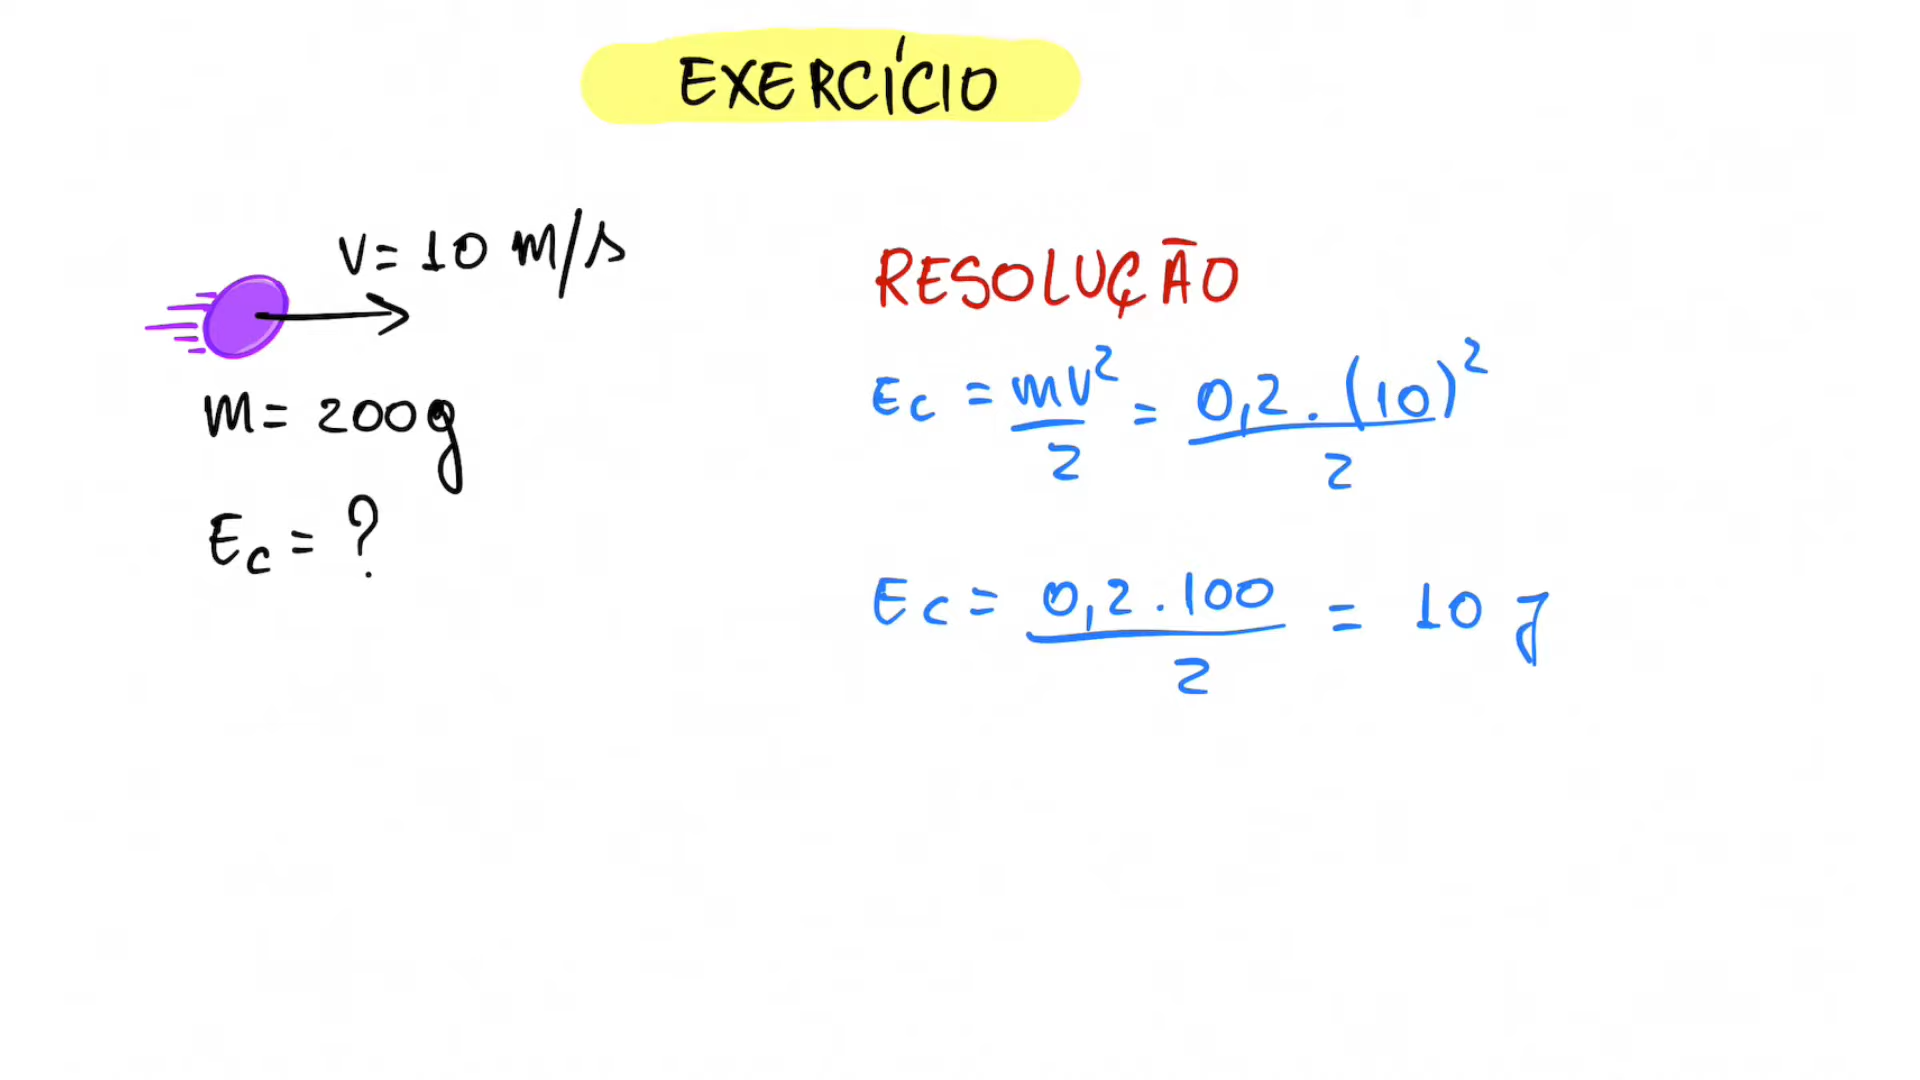 EXERCÍCIO
V= 10 m/s
m= 200g
Ec = ?
RESOLUÇÃO
Ec = mv²/2 = 0,2.(10)²/2
Ec = 0,2.100/2 = 10 J